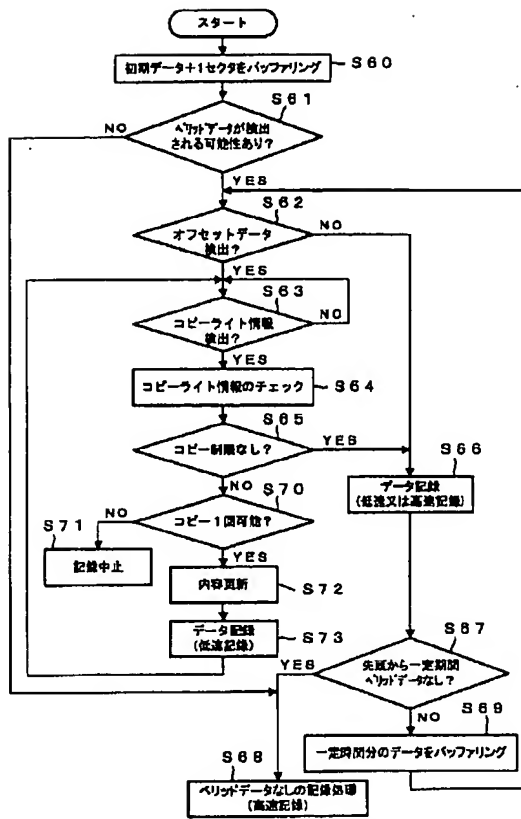 スタート
S60
初期データ+1セクタをバッファリング
S61
NO
ベリッドデータが検出
される可能性あり?
YES
S62
オフセットデータ
検出?
NO
YES
S63
コピーライト情報
検出?
NO
YES
コピーライト情報のチェック
S64
S65
コピー制限なし?
YES
S66
データ記録
(低速又は高速記録)
NO
S70
コピー1回可能?
NO
S71
記録中止
YES
内容更新
S72
データ記録
(低速記録)
S73
S67
YES
先頭から一定期間
ベリッドデータなし?
NO
S69
一定時間分のデータをバッファリング
S68
ベリッドデータなしの記録処理
(高速記録)